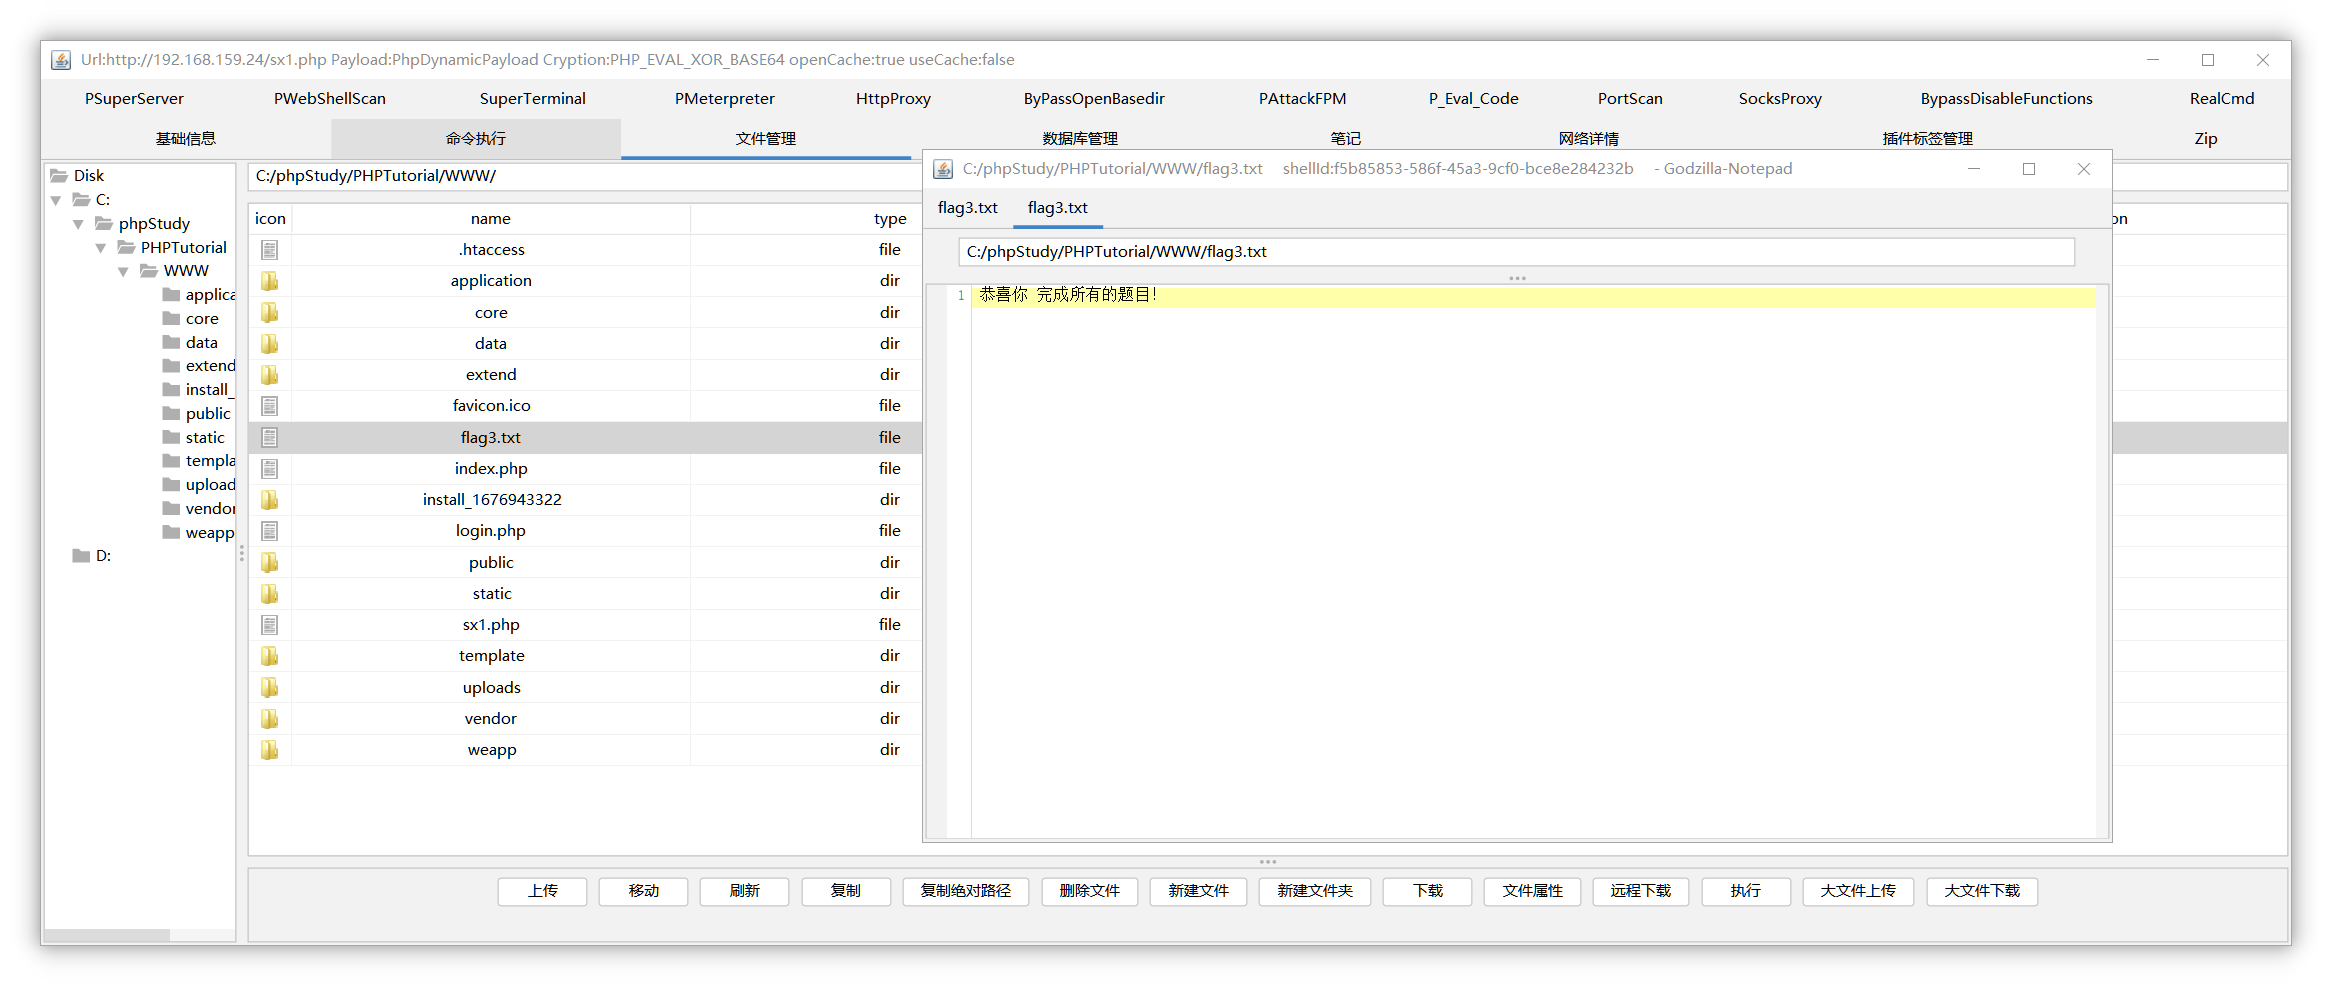 Url:http://192.168.159.24/sx1.php Payload:PhpDynamicPayload Cryption:PHP_EVAL_XOR_BASE64 openCache:true useCache:false
PSuperServer PWebShellScan SuperTerminal PMeterpreter HttpProxy ByPassOpenBasedir PAttackFPM P_Eval_Code PortScan SocksProxy BypassDisableFunctions RealCmd
基础信息 命令执行 文件管理 数据库管理 笔记 网络详情 插件标签管理 Zip
Disk
C:
phpStudy
PHPTutorial
WWW
applica
core
data
extend
install_
public
static
templa
upload
vendor
weapp
D:
C:/phpStudy/PHPTutorial/WWW/
icon name type
.htaccess file
application dir
core dir
data dir
extend dir
favicon.ico file
flag3.txt file
index.php file
install_1676943322 dir
login.php file
public dir
static dir
sx1.php file
template dir
uploads dir
vendor dir
weapp dir
on
C:/phpStudy/PHPTutorial/WWW/flag3.txt shellId:f5b85853-586f-45a3-9cf0-bce8e284232b - Godzilla-Notepad
flag3.txt flag3.txt
C:/phpStudy/PHPTutorial/WWW/flag3.txt
1 恭喜你 完成所有的题目!
上传 移动 刷新 复制 复制绝对路径 删除文件 新建文件 新建文件夹 下载 文件属性 远程下载 执行 大文件上传 大文件下载